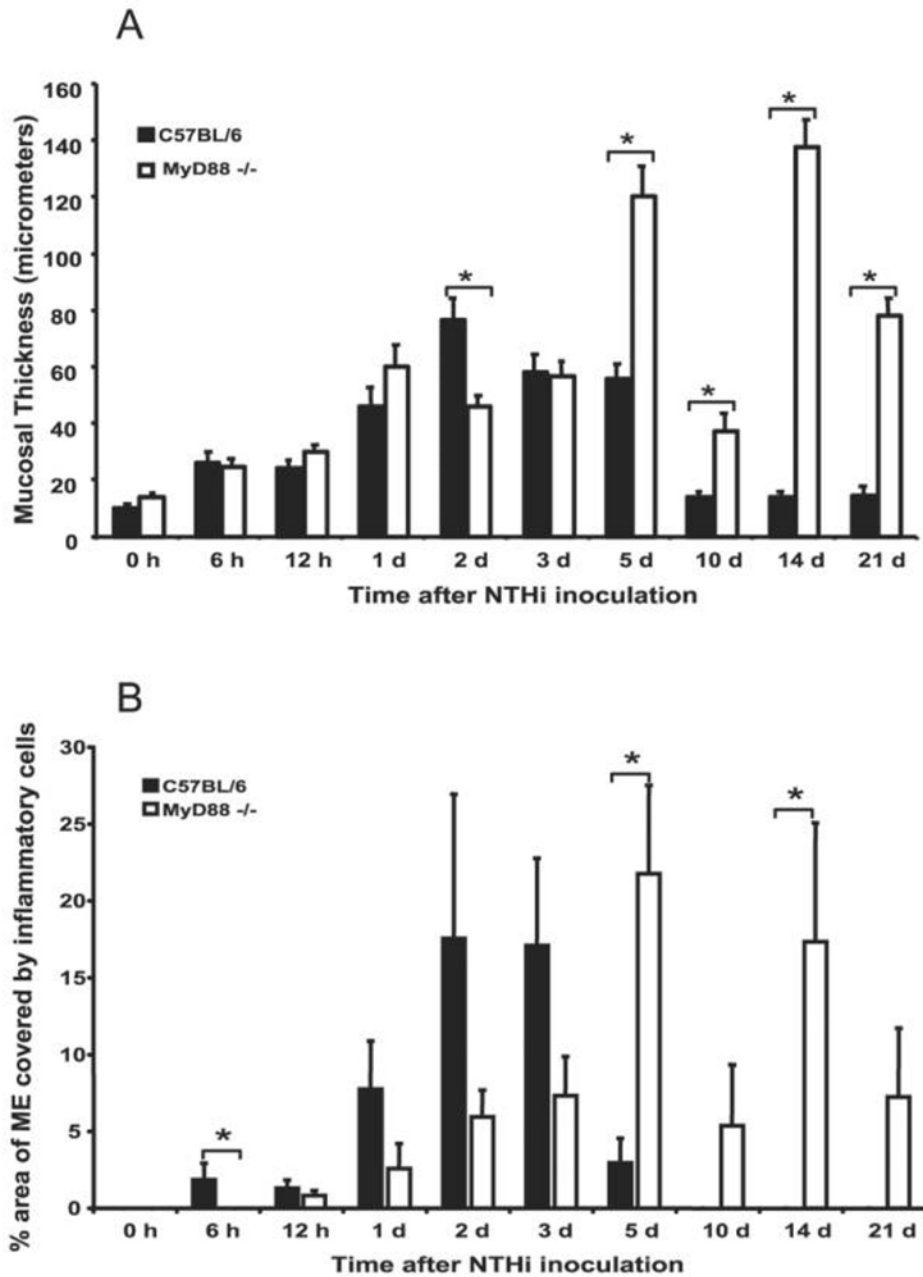 A
Mucosal Thickness (micrometers)
160
140
120
100
80
60
40
20
0
C57BL/6
MyD88 -/-
*
*
*
*
*
0 h 6 h 12 h 1 d 2 d 3 d 5 d 10 d 14 d 21 d
Time after NTHi inoculation
B
% area of ME covered by inflammatory cells
30
25
20
15
10
5
0
C57BL/6
MyD88 -/-
*
*
*
0 h 6 h 12 h 1 d 2 d 3 d 5 d 10 d 14 d 21 d
Time after NTHi inoculation